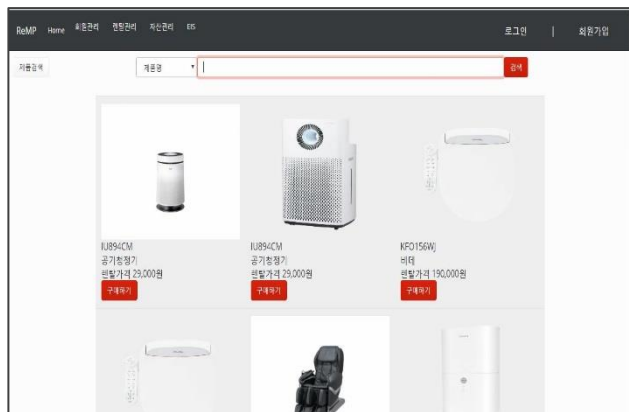 ReMP Home 회원관리 렌탈관리 자산관리 EIS 로그인 | 회원가입
제품검색 제품명 검색
IU894CM IU894CM KFO156WJ
공기청정기 공기청정기 비데
렌탈가격 29,000원 렌탈가격 29,000원 렌탈가격 190,000원
구매하기 구매하기 구매하기